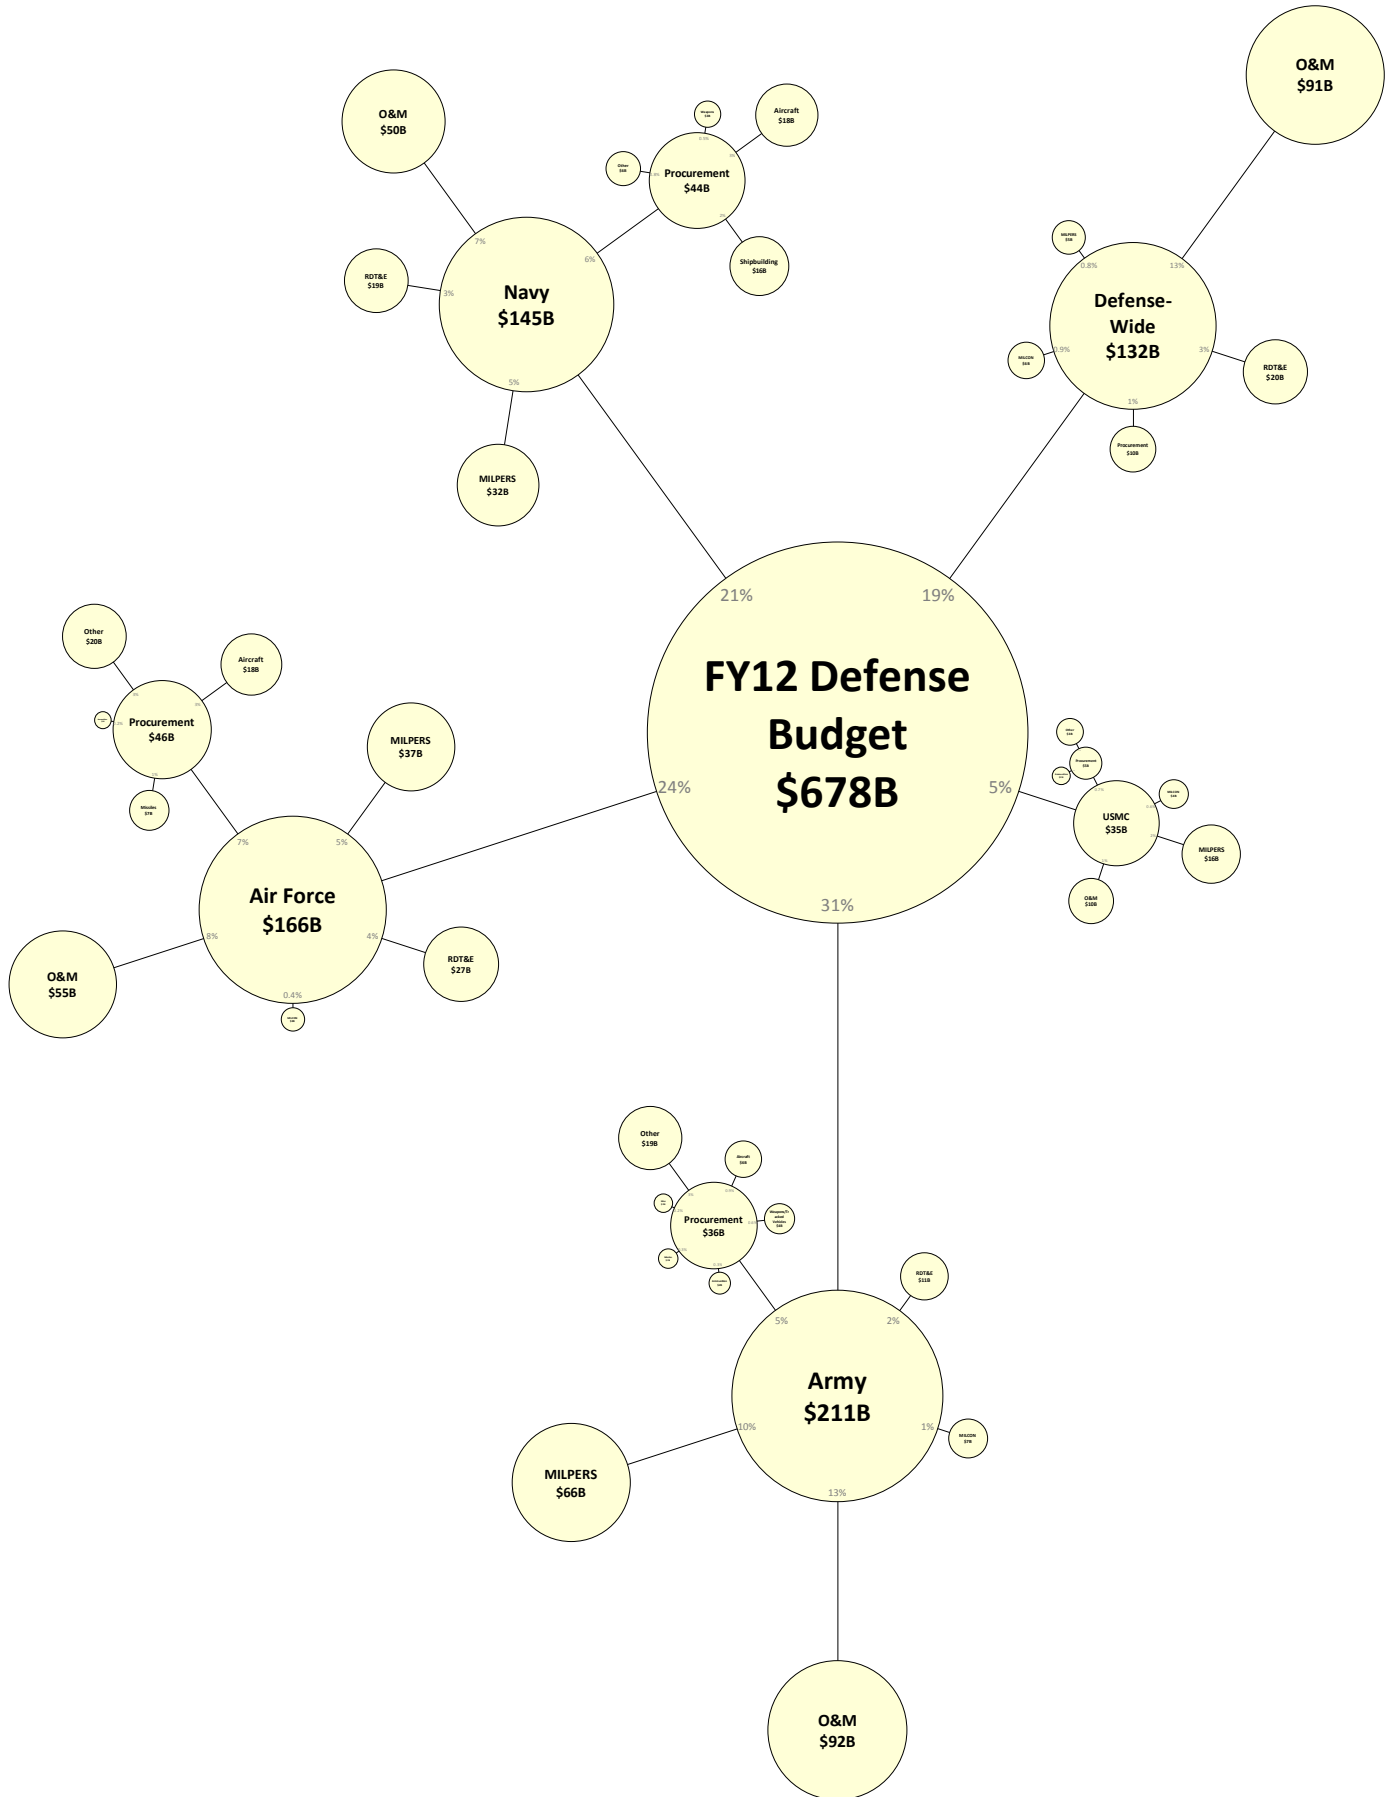 O&M
$91B
O&M
$50B
Aircraft
$18B
Procurement
$44B
Other
$6B
Shipbuilding
$16B
7%
6%
3%
5%
RDT&E
$19B
Navy
$145B
MILPERS
$32B
MILPERS
$5B
0.8%
13%
Defense-
Wide
$132B
0.9%
3%
1%
MILCON
$6B
RDT&E
$20B
Procurement
$10B
21%
19%
FY12 Defense
Budget
$678B
24%
5%
31%
Other
$20B
Aircraft
$18B
Procurement
$46B
Missiles
$7B
MILPERS
$37B
7%
5%
Air Force
$166B
8%
4%
0.4%
O&M
$55B
RDT&E
$27B
Procurement
$5B
USMC
$35B
MILPERS
$16B
O&M
$10B
Other
$19B
Aircraft
$6B
Procurement
$36B
RDT&E
$11B
5%
2%
Army
$211B
10%
1%
13%
MILCON
$7B
MILPERS
$66B
O&M
$92B